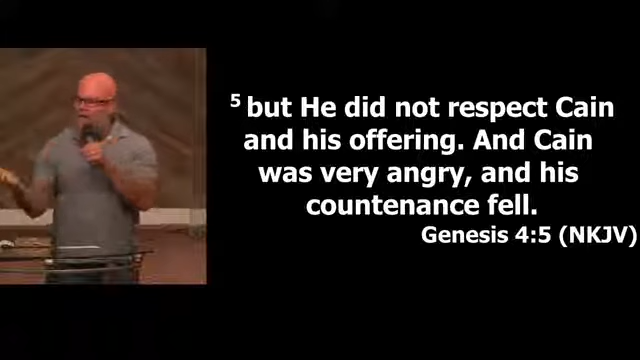 5 but He did not respect Cain
and his offering. And Cain
was very angry, and his
countenance fell.
Genesis 4:5 (NKJV)